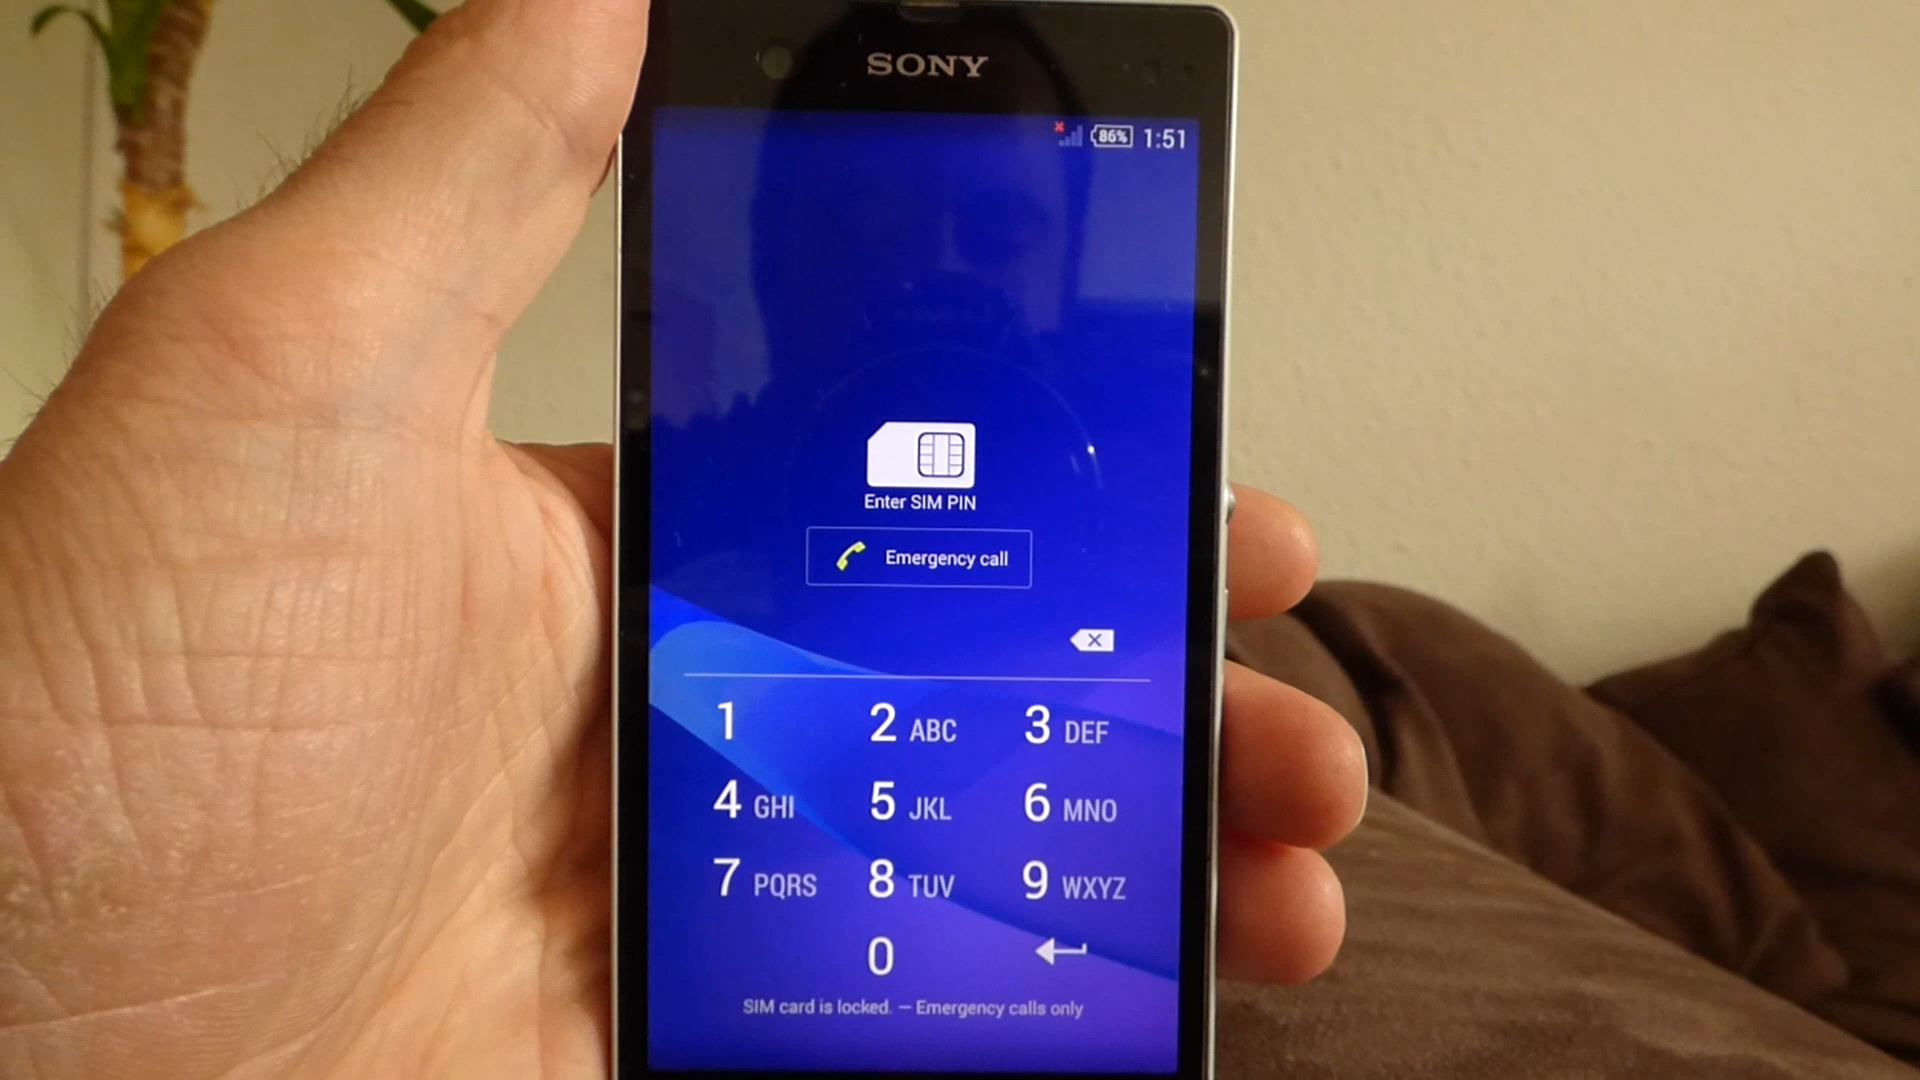 SONY
86% 1:51
Enter SIM PIN
Emergency call
1 2 ABC 3 DEF
4 GHI 5 JKL 6 MNO
7 PQRS 8 TUV 9 WXYZ
0
SIM card is locked. — Emergency calls only